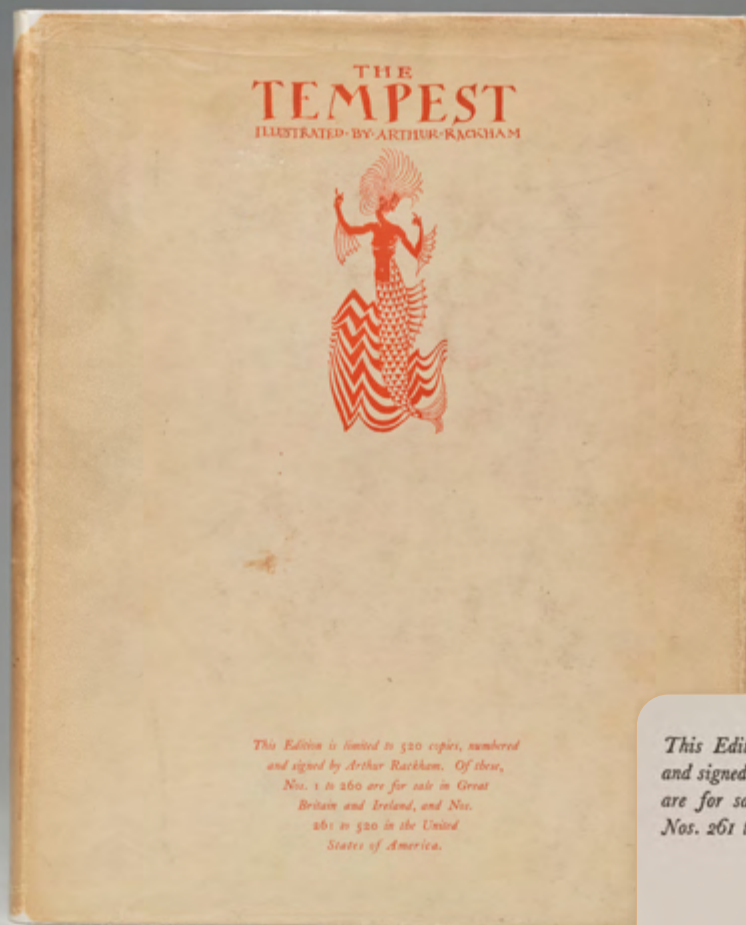 THE
TEMPEST
ILLUSTRATED·BY·ARTHUR·RACKHAM
This Edition is limited to 520 copies, numbered
and signed by Arthur Rackham. Of these,
Nos. 1 to 260 are for sale in Great
Britain and Ireland, and Nos.
261 to 520 in the United
States of America.
This
and signed
are for
Nos. 261